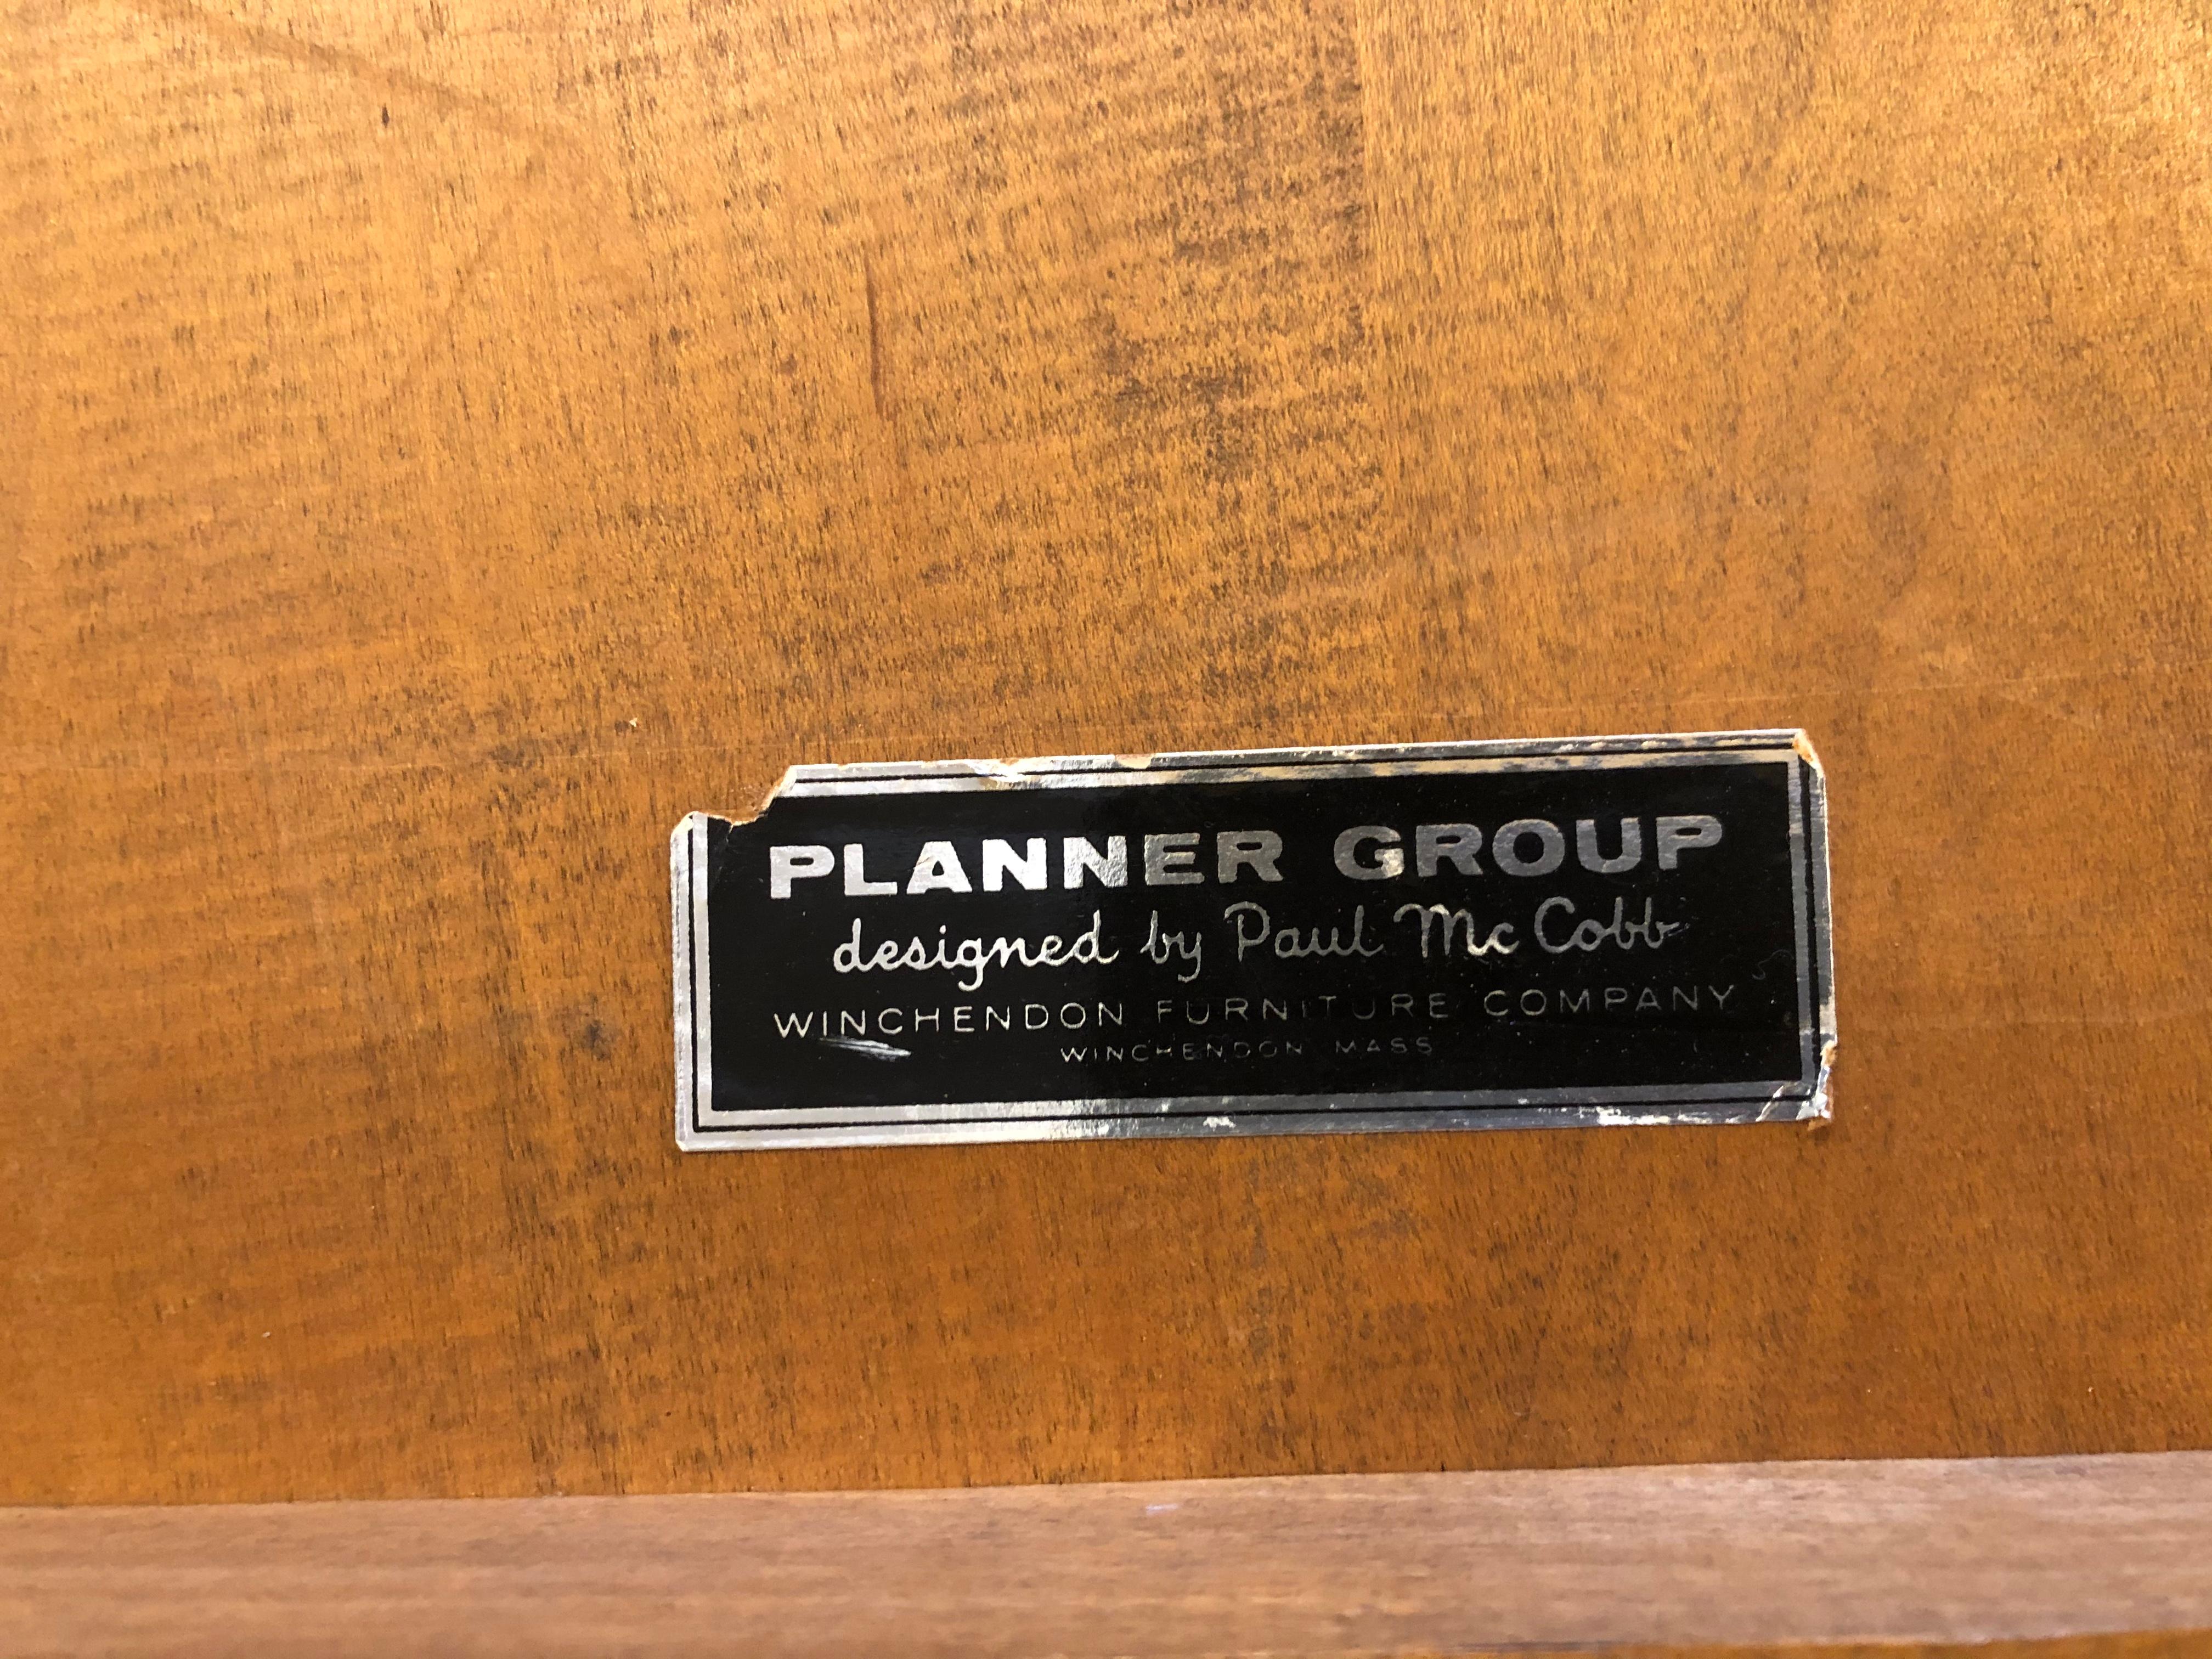 PLANNER GROUP
designed by Paul McCobb
WINCHENDON FURNITURE COMPANY
WINCHENDON MASS